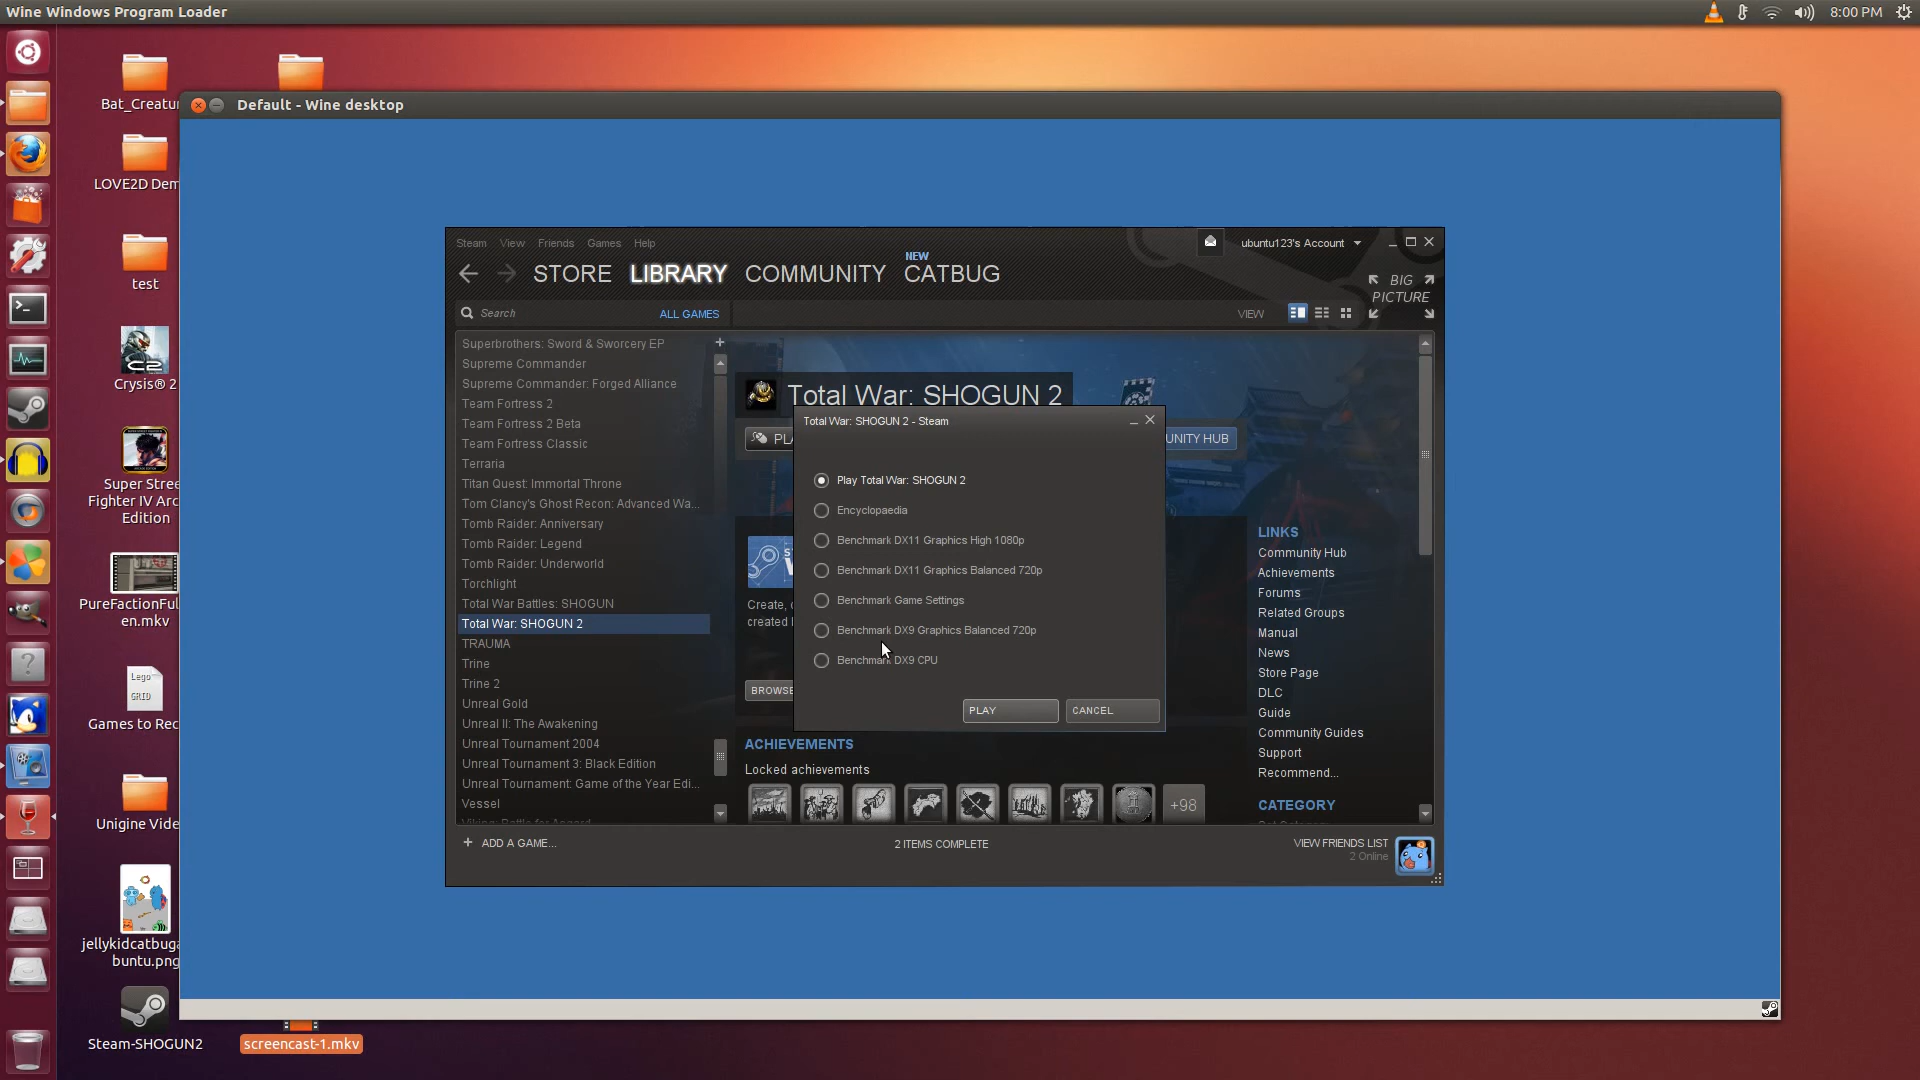 Wine Windows Program Loader
8:00 PM
Bat_Creatur
LOVE2D Dem
test
Crysis® 2
Super Stree
Fighter IV Arc
Edition
PureFactionFul
en.mkv
Lego
GRID
Games to Rec
Unigine Vide
jellykidcatbuga
buntu.png
Steam-SHOGUN2
screencast-1.mkv
Default - Wine desktop
Steam View Friends Games Help
ubuntu123's Account
STORE LIBRARY COMMUNITY CATBUG
NEW
BIG
PICTURE
Search
ALL GAMES
VIEW
Superbrothers: Sword & Sworcery EP
Supreme Commander
Supreme Commander: Forged Alliance
Team Fortress 2
Team Fortress 2 Beta
Team Fortress Classic
Terraria
Titan Quest: Immortal Throne
Tom Clancy's Ghost Recon: Advanced Wa...
Tomb Raider: Anniversary
Tomb Raider: Legend
Tomb Raider: Underworld
Torchlight
Total War Battles: SHOGUN
Total War: SHOGUN 2
TRAUMA
Trine
Trine 2
Unreal Gold
Unreal II: The Awakening
Unreal Tournament 2004
Unreal Tournament 3: Black Edition
Unreal Tournament: Game of the Year Edi...
Vessel
Total War: SHOGUN 2
PLA
UNITY HUB
Total War: SHOGUN 2 - Steam
Play Total War: SHOGUN 2
Encyclopaedia
Benchmark DX11 Graphics High 1080p
Benchmark DX11 Graphics Balanced 720p
Benchmark Game Settings
Benchmark DX9 Graphics Balanced 720p
Benchmark DX9 CPU
PLAY
CANCEL
Create, 
created
BROWSE
ACHIEVEMENTS
Locked achievements
+98
LINKS
Community Hub
Achievements
Forums
Related Groups
Manual
News
Store Page
DLC
Guide
Community Guides
Support
Recommend...
CATEGORY
+ ADD A GAME...
2 ITEMS COMPLETE
VIEW FRIENDS LIST
2 Online